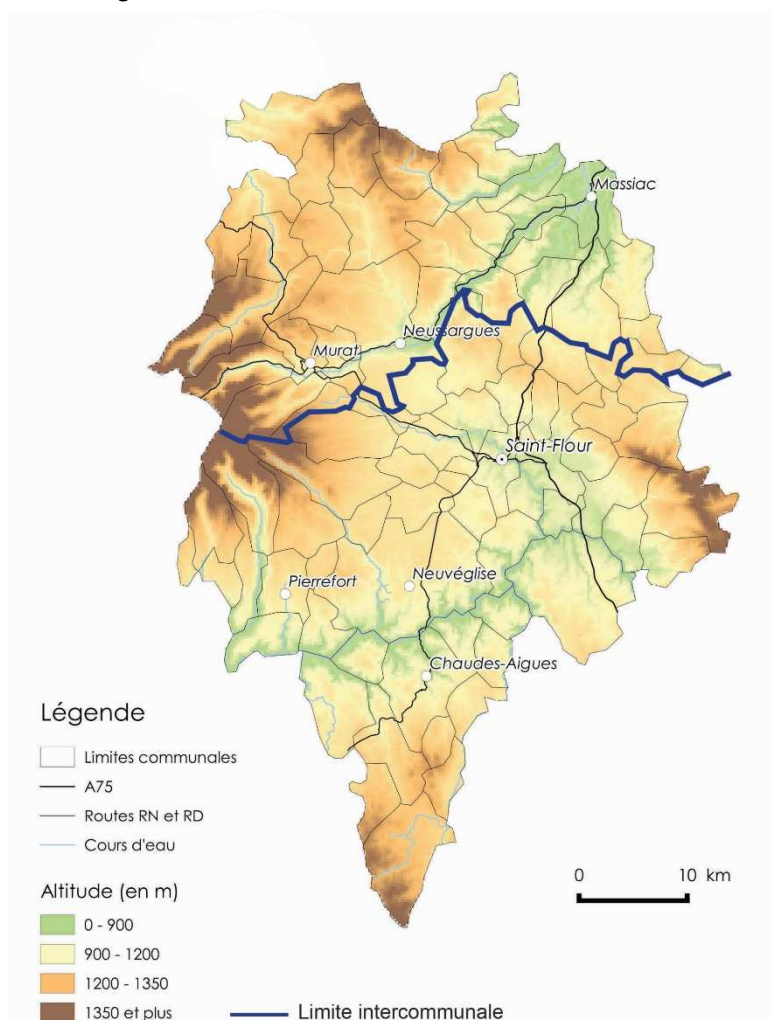 Massiac
Neussargues
Murat
Saint-Flour
Pierrefort
Neuvéglise
Chaudes-Aigues
Légende
Limites communales
A75
Routes RN et RD
Cours d'eau
0 10 km
Altitude (en m)
0 - 900
900 - 1200
1200 - 1350
1350 et plus
Limite intercommunale